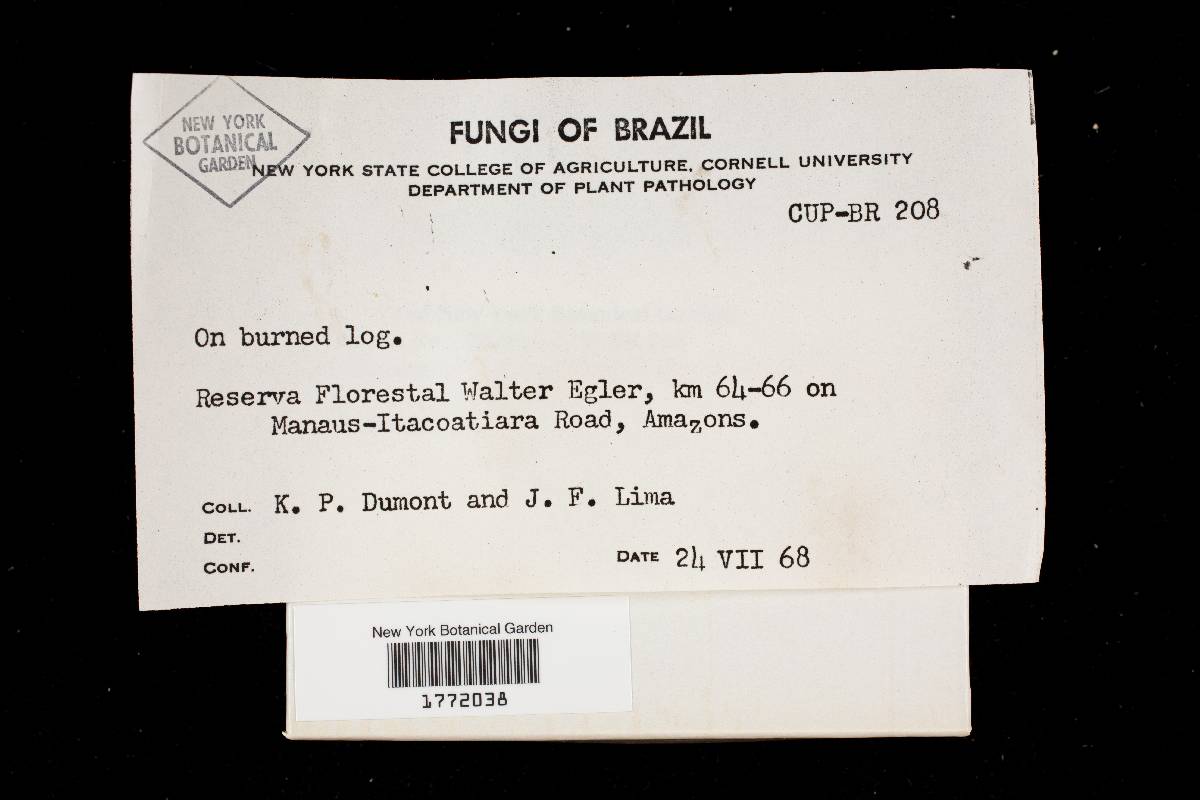 NEW YORK
BOTANICAL
GARDEN
FUNGI OF BRAZIL
NEW YORK STATE COLLEGE OF AGRICULTURE, CORNELL UNIVERSITY
DEPARTMENT OF PLANT PATHOLOGY
CUP-BR 208
On burned log.
Reserva Florestal Walter Egler, km 64-66 on
Manaus-Itacoatiara Road, Amazons.
COLL. K. P. Dumont and J. F. Lima
DET.
CONF.
DATE 24 VII 68
New York Botanical Garden
1772038